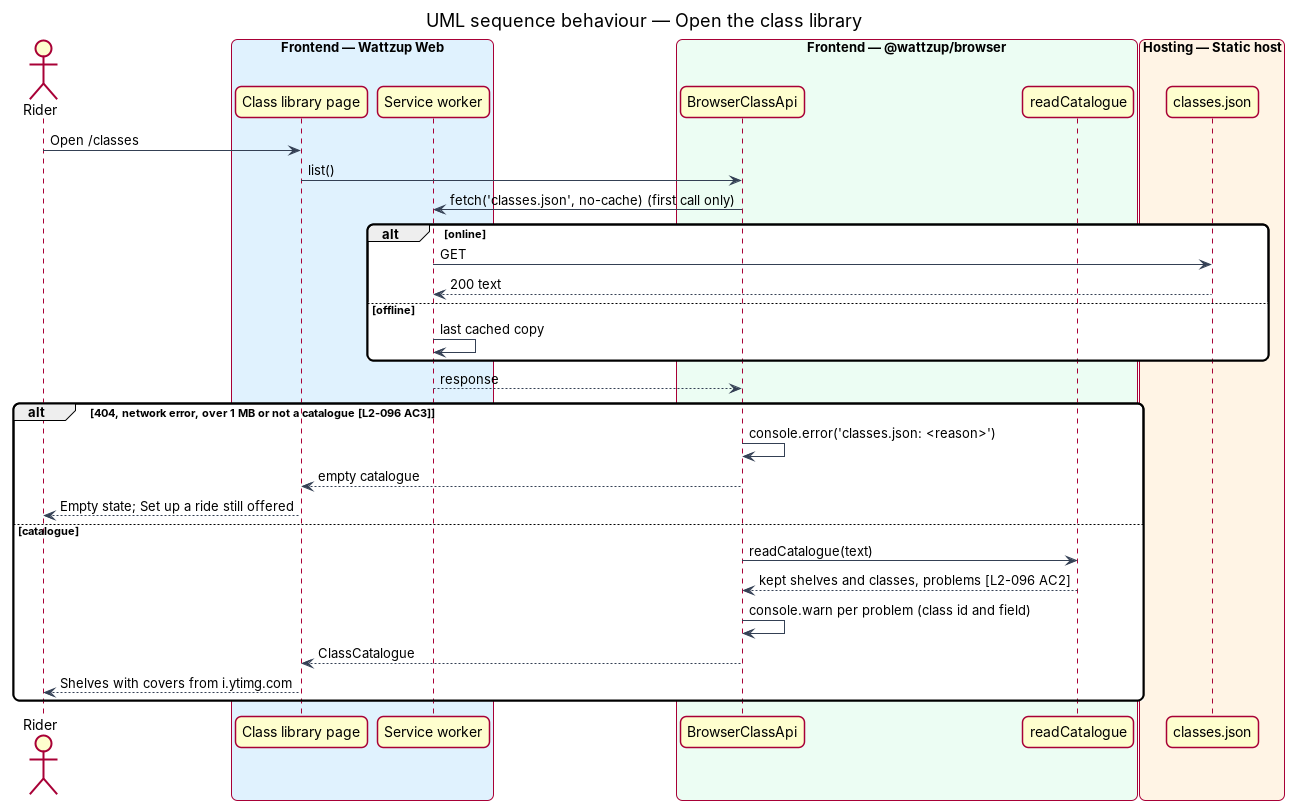 UML sequence behaviour — Open the class library
Frontend — Wattzup Web
Frontend — @wattzup/browser
Hosting — Static host
Rider
Class library page
Service worker
BrowserClassApi
readCatalogue
classes.json
Open /classes
list()
fetch('classes.json', no-cache) (first call only)
alt
[online]
GET
200 text
[offline]
last cached copy
response
alt
[404, network error, over 1 MB or not a catalogue [L2-096 AC3]]
console.error('classes.json: <reason>')
empty catalogue
Empty state; Set up a ride still offered
[catalogue]
readCatalogue(text)
kept shelves and classes, problems [L2-096 AC2]
console.warn per problem (class id and field)
ClassCatalogue
Shelves with covers from i.ytimg.com
Rider
Class library page
Service worker
BrowserClassApi
readCatalogue
classes.json